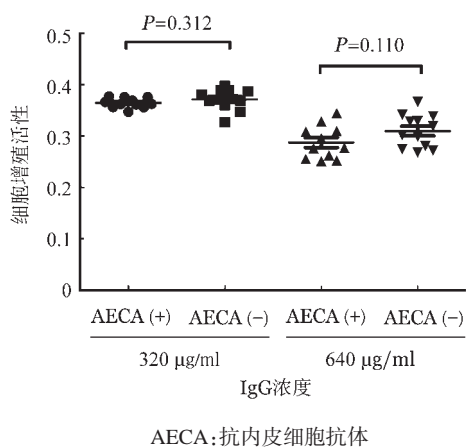 P=0.312
P=0.110
0.5
0.4
0.3
0.2
0.1
0
细胞增殖活性
AECA (+) AECA (−) AECA (+) AECA (−)
320 μg/ml 640 μg/ml
IgG浓度
AECA:抗内皮细胞抗体